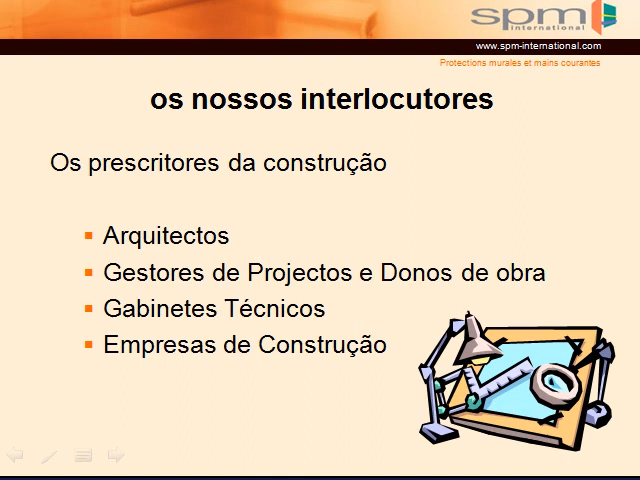 spm
international
www.spm-international.com
Protections murales et mains courantes
os nossos interlocutores
Os prescritores da construção
Arquitectos
Gestores de Projectos e Donos de obra
Gabinetes Técnicos
Empresas de Construção